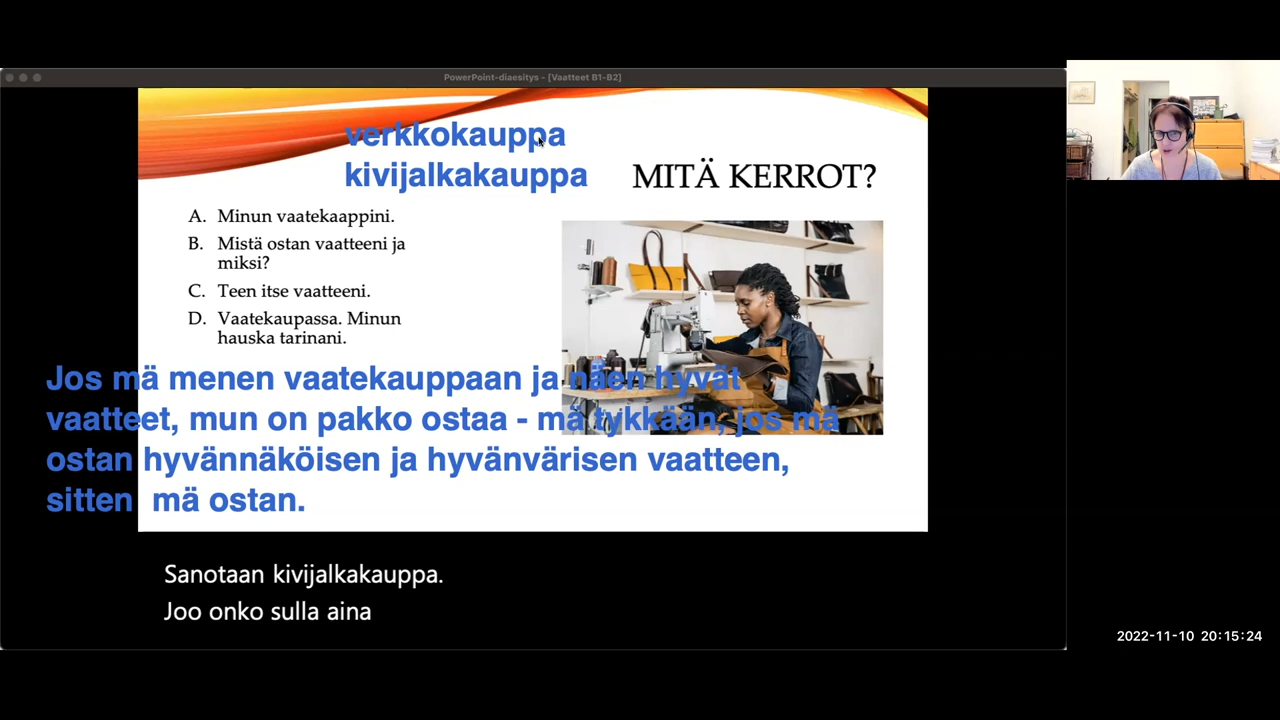 PowerPoint-diaesitys - [Vaatteet B1-B2]
verkkokauppa
kivijalkakauppa
MITÄ KERROT?
A. Minun vaatekaappini.
B. Mistä ostan vaatteeni ja
miksi?
C. Teen itse vaatteeni.
D. Vaatekaupassa. Minun
hauska tarinani.
Jos mä menen vaatekauppaan ja näen hyvät
vaatteet, mun on pakko ostaa - mä tykkään, jos mä
ostan hyvännäköisen ja hyvänvärisen vaatteen,
sitten mä ostan.
Sanotaan kivijalkakauppa.
Joo onko sulla aina
2022-11-10 20:15:24